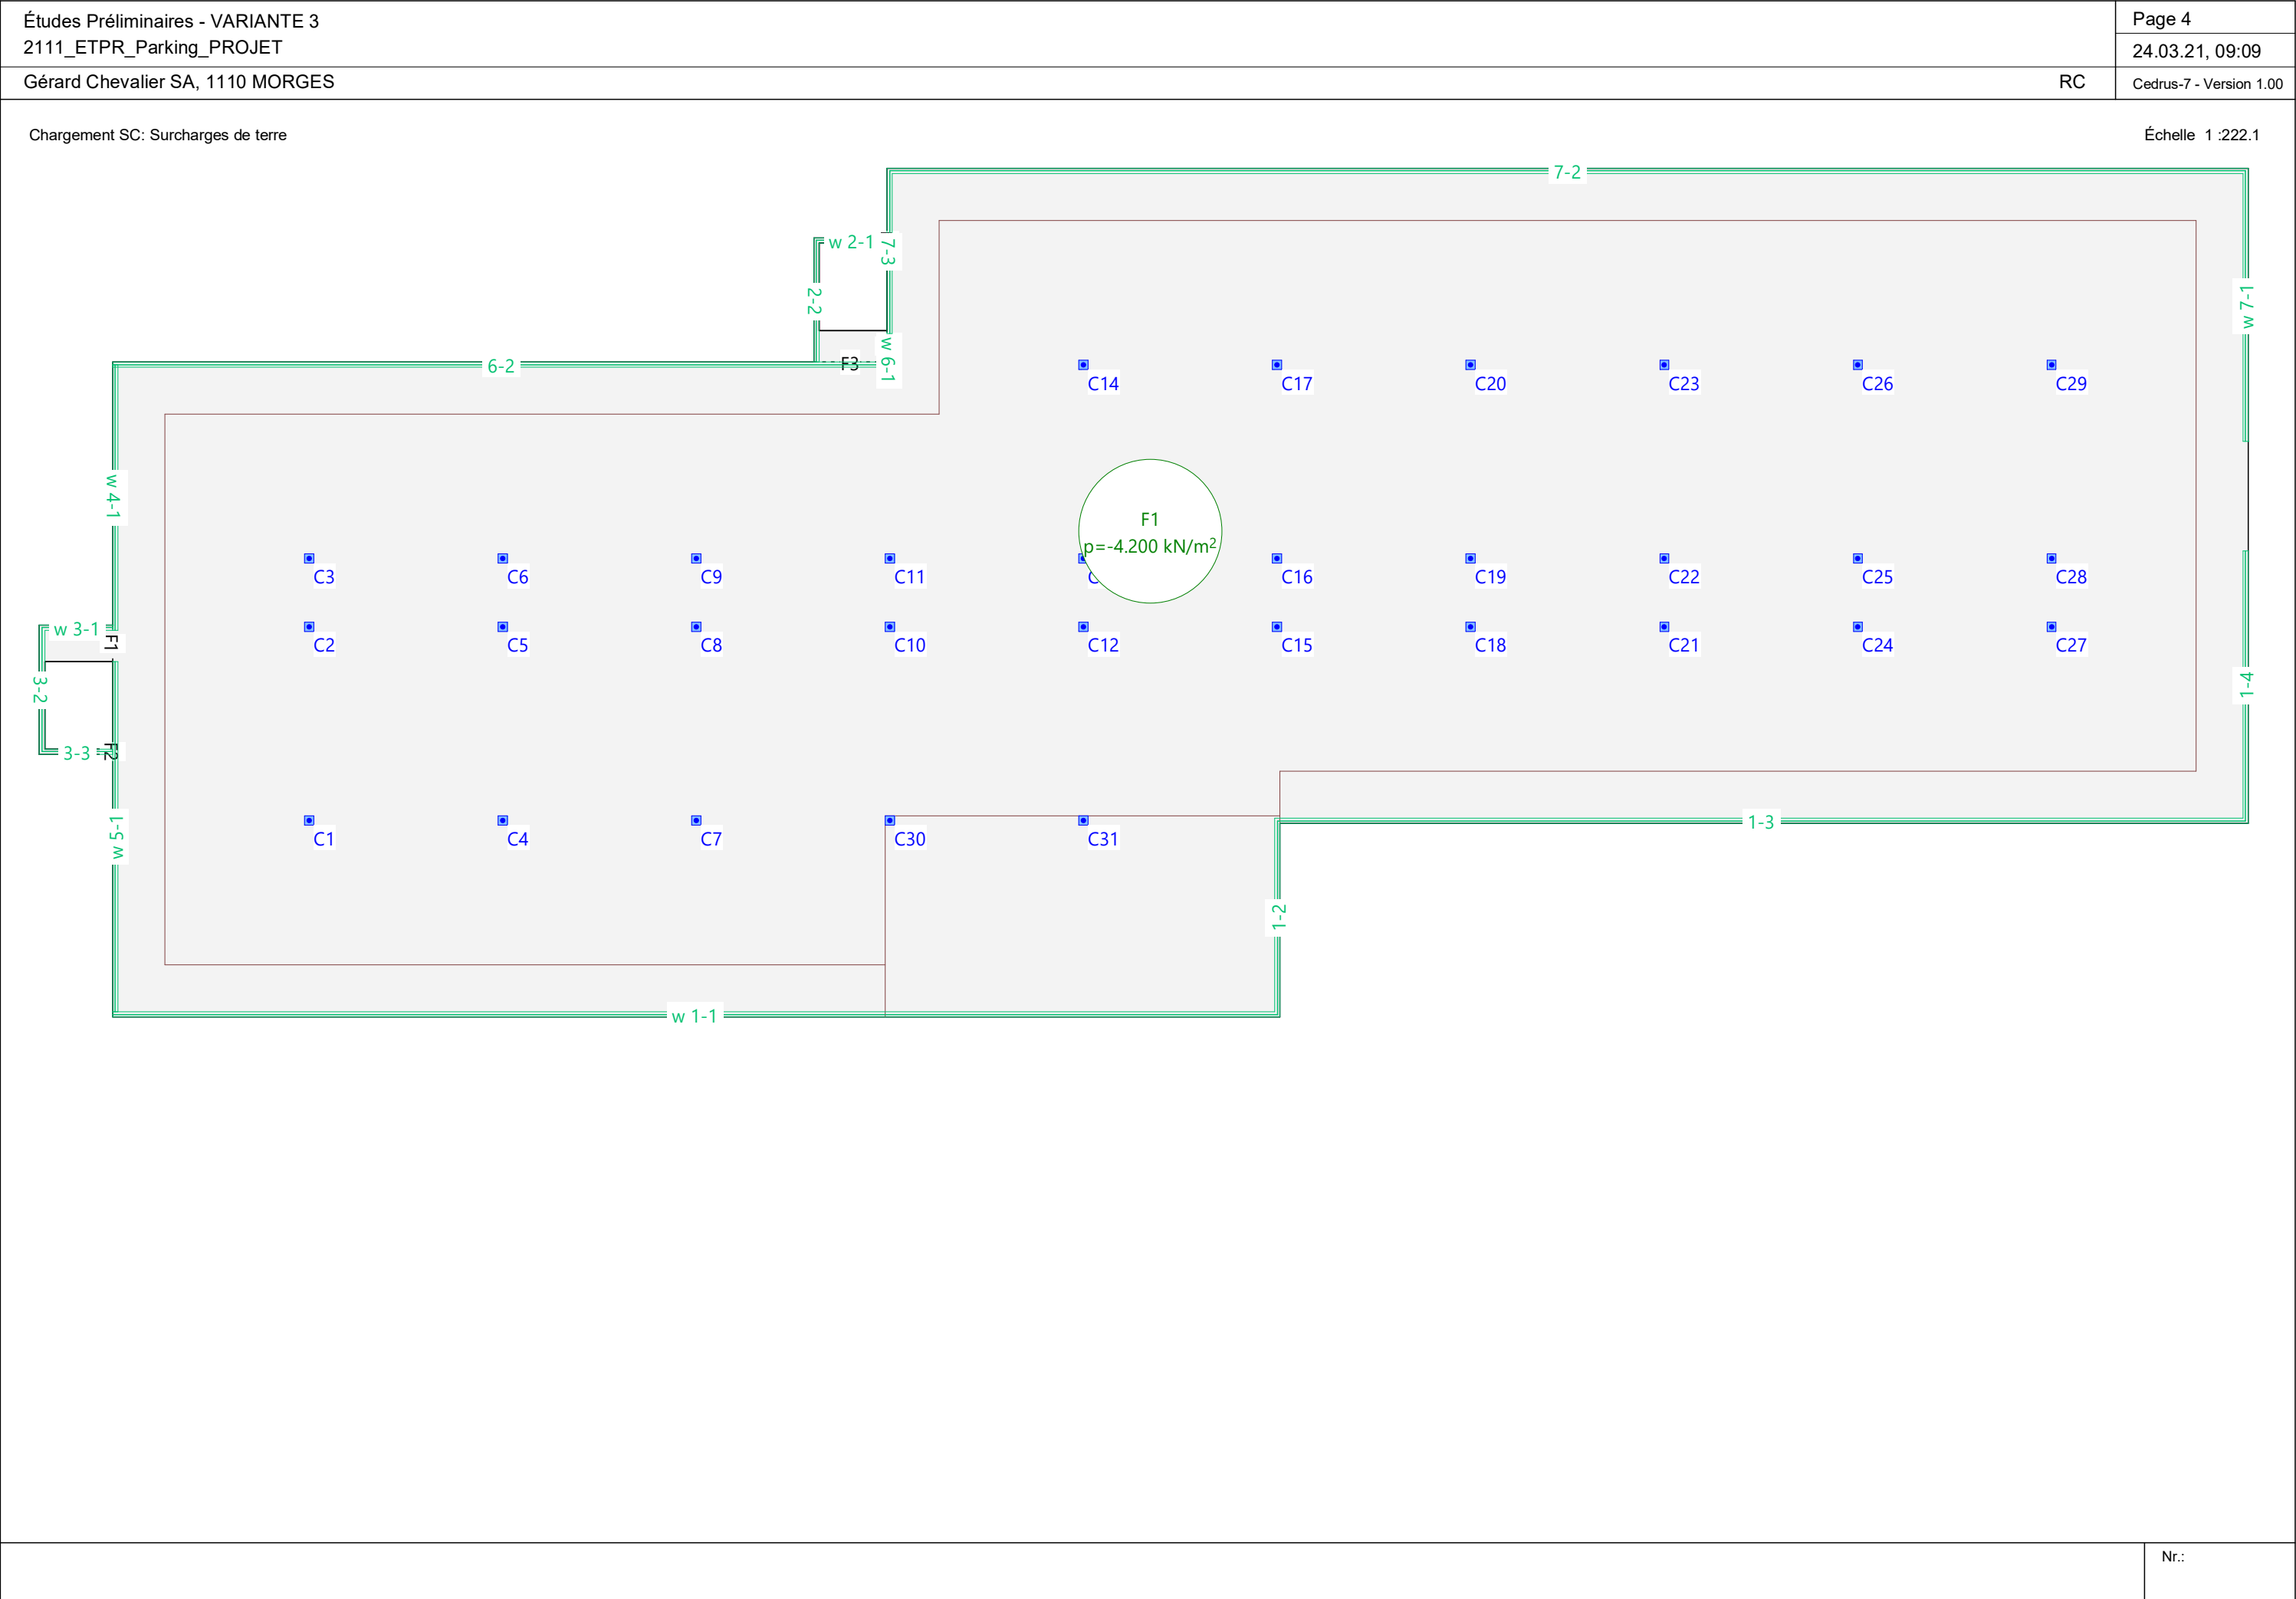 Études Préliminaires - VARIANTE 3
Page 4
2111_ETPR_Parking_PROJET
24.03.21, 09:09
Gérard Chevalier SA, 1110 MORGES
RC
Cedrus-7 - Version 1.00
Chargement SC: Surcharges de terre
Échelle 1 :222.1
7-2
w 2-1
7-3
2-2
w 7-1
6-2
F3
w 6-1
C14
C17
C20
C23
C26
C29
w 4-1
F1
p=-4.200 kN/m²
C3
C6
C9
C11
C
C16
C19
C22
C25
C28
w 3-1
F1
C2
C5
C8
C10
C12
C15
C18
C21
C24
C27
3-2
1-4
3-3
F2
w 5-1
C1
C4
C7
C30
C31
1-3
1-2
w 1-1
Nr.: